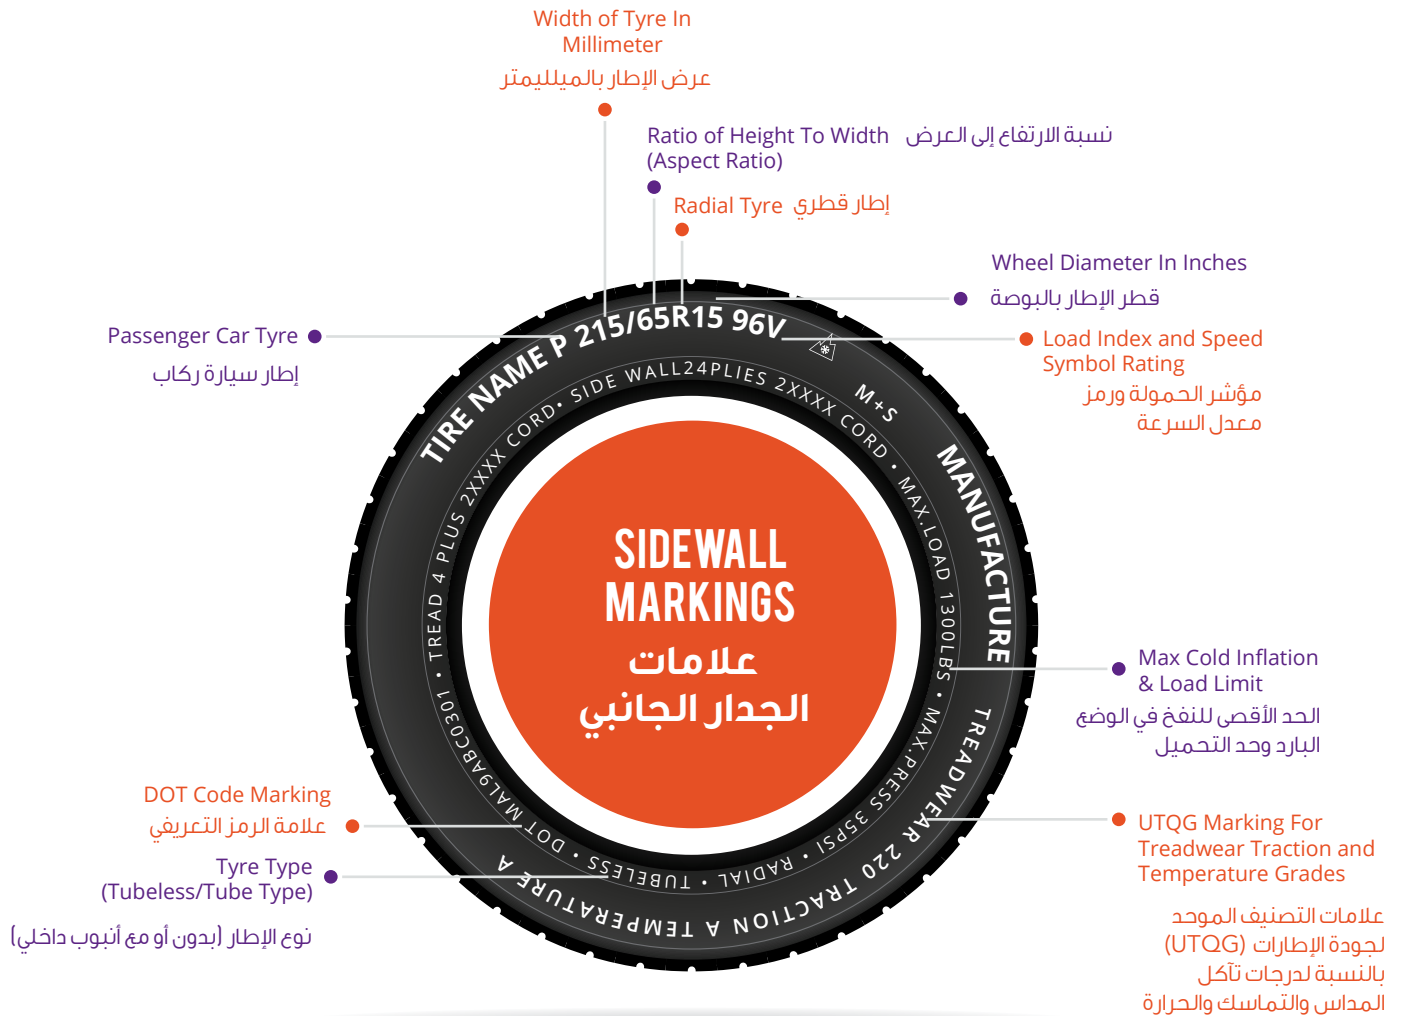 Width of Tyre In
Millimeter
عرض الإطار بالميلليمتر
Ratio of Height To Width
(Aspect Ratio)
نسبة الارتفاع إلى العرض
Radial Tyre
إطار قطري
Wheel Diameter In Inches
قطر الإطار بالبوصة
Passenger Car Tyre
إطار سيارة ركاب
Load Index and Speed
Symbol Rating
مؤشر الحمولة ورمز
معدل السرعة
TIRE NAME P 215/65R15 96V
M+S
MANUFACTURE
TREADWEAR 220 TRACTION A TEMPERATURE A
SIDE WALL24PLIES 2XXXX CORD • MAX.LOAD 1300LBS • MAX.PRESS 35PSI • RADIAL • TUBELESS • DOT MAL9ABC0301 • TREAD 4 PLUS 2XXXX CORD•
SIDEWALL
MARKINGS
علامات
الجدار الجانبي
Max Cold Inflation
& Load Limit
الحد الأقصى للنفخ في الوضع
البارد وحد التحميل
DOT Code Marking
علامة الرمز التعريفي
Tyre Type
(Tubeless/Tube Type)
نوع الإطار (بدون أو مع أنبوب داخلي)
UTQG Marking For
Treadwear Traction and
Temperature Grades
علامات التصنيف الموحد
لجودة الإطارات (UTQG)
بالنسبة لدرجات تآكل
المداس والتماسك والحرارة